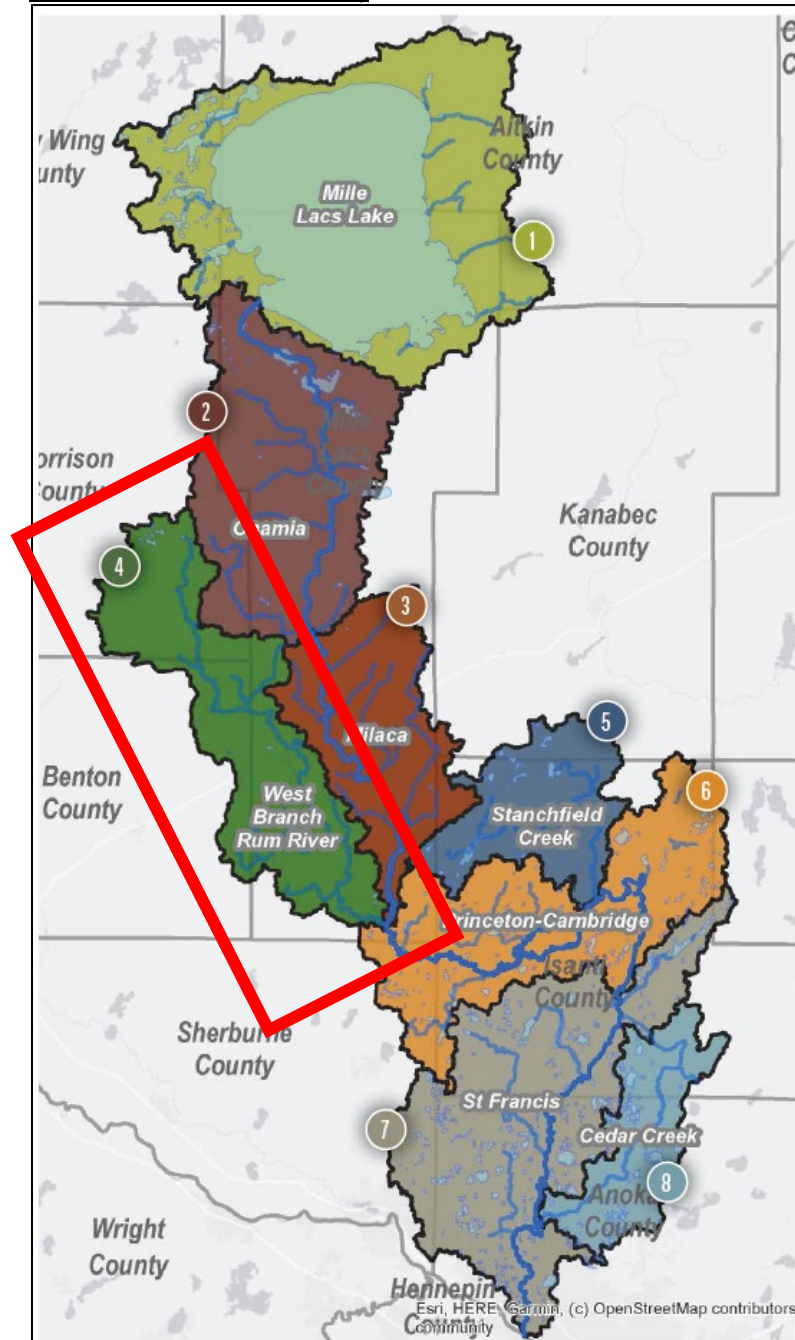 Aitkin
County
Wing
Mille
Lacs Lake
1
2
County
Onamia
Kanabec
County
4
3
Milaca
5
6
Benton
County
West
Branch
Rum River
Stanchfield
Creek
Princeton-Cambridge
Isanti
County
Sherburne
County
St Francis
7
Cedar Creek
8
Anoka
County
Wright
County
Hennepin
County
Esri, HERE, Garmin, (c) OpenStreetMap contributors
community